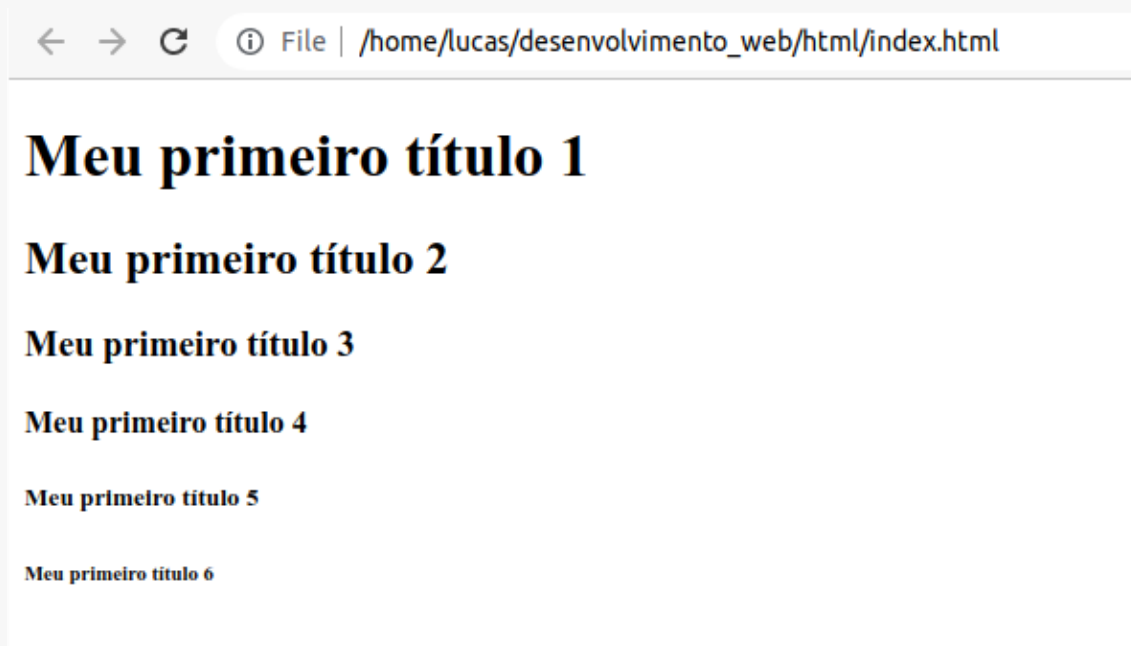 File | /home/lucas/desenvolvimento_web/html/index.html
Meu primeiro título 1
Meu primeiro título 2
Meu primeiro título 3
Meu primeiro título 4
Meu primeiro título 5
Meu primeiro título 6